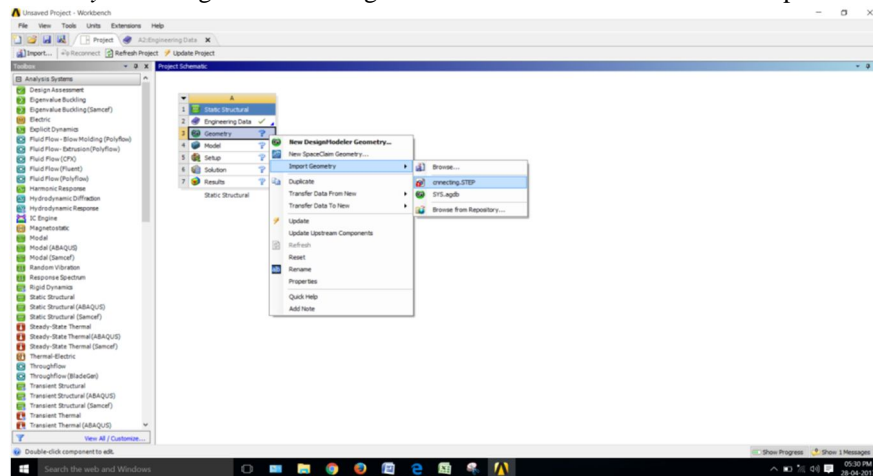 Unsaved Project - Workbench
File View Tools Units Extensions Help
Project A2:Engineering Data
Import... Reconnect Refresh Project Update Project
Toolbox
Project Schematic
Analysis Systems
Design Assessment
Eigenvalue Buckling
Eigenvalue Buckling (Samcef)
Electric
Explicit Dynamics
Fluid Flow - Blow Molding (Polyflow)
Fluid Flow- Extrusion(Polyflow)
Fluid Flow (CFX)
Fluid Flow (Fluent)
Fluid Flow (Polyflow)
Harmonic Response
Hydrodynamic Diffraction
Hydrodynamic Response
IC Engine
Magnetostatic
Modal
Modal (ABAQUS)
Modal (Samcef)
Random Vibration
Response Spectrum
Rigid Dynamics
Static Structural
Static Structural (ABAQUS)
Static Structural (Samcef)
Steady-State Thermal
Steady-State Thermal (ABAQUS)
Steady-State Thermal (Samcef)
Thermal-Electric
Throughflow
Throughflow (BladeGen)
Transient Structural
Transient Structural (ABAQUS)
Transient Structural (Samcef)
Transient Thermal
Transient Thermal (ABAQUS)
View All / Customize...
A
1 Static Structural
2 Engineering Data
3 Geometry
4 Model
5 Setup
6 Solution
7 Results
Static Structural
New DesignModeler Geometry...
New SpaceClaim Geometry...
Import Geometry
Duplicate
Transfer Data From New
Transfer Data To New
Update
Update Upstream Components
Refresh
Reset
Rename
Properties
Quick Help
Add Note
Browse...
cnnecting.STEP
SYS.agdb
Browse from Repository...
Double-click component to edit.
Show Progress Show 1 Messages
Search the web and Windows
05:30 PM
28-04-201